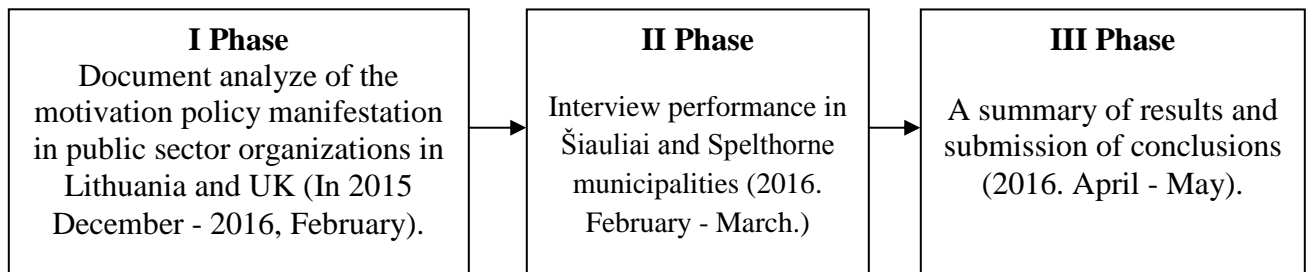 I Phase
Document analyze of the
motivation policy manifestation
in public sector organizations in
Lithuania and UK (In 2015
December - 2016, February).
II Phase
Interview performance in
Šiauliai and Spelthorne
municipalities (2016.
February - March.)
III Phase
A summary of results and
submission of conclusions
(2016. April - May).